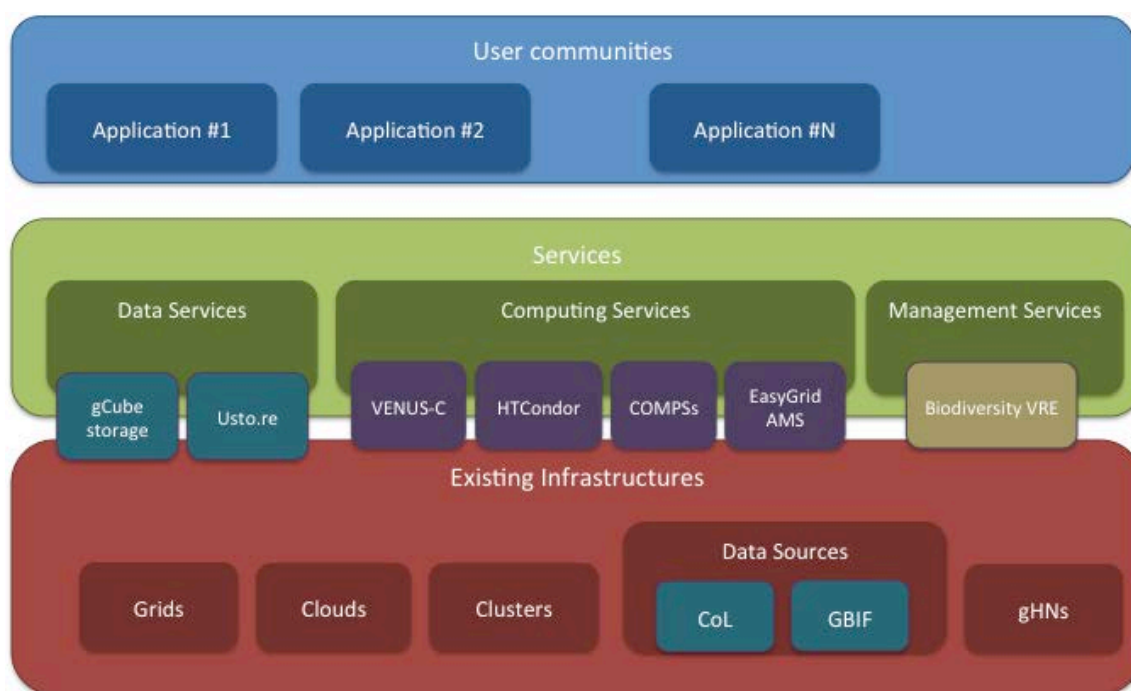 User communities
Application #1
Application #2
Application #N
Services
Data Services
Computing Services
Management Services
gCube
storage
Usto.re
VENUS-C
HTCondor
COMPSs
EasyGrid
AMS
Biodiversity VRE
Existing Infrastructures
Grids
Clouds
Clusters
Data Sources
CoL
GBIF
gHNs